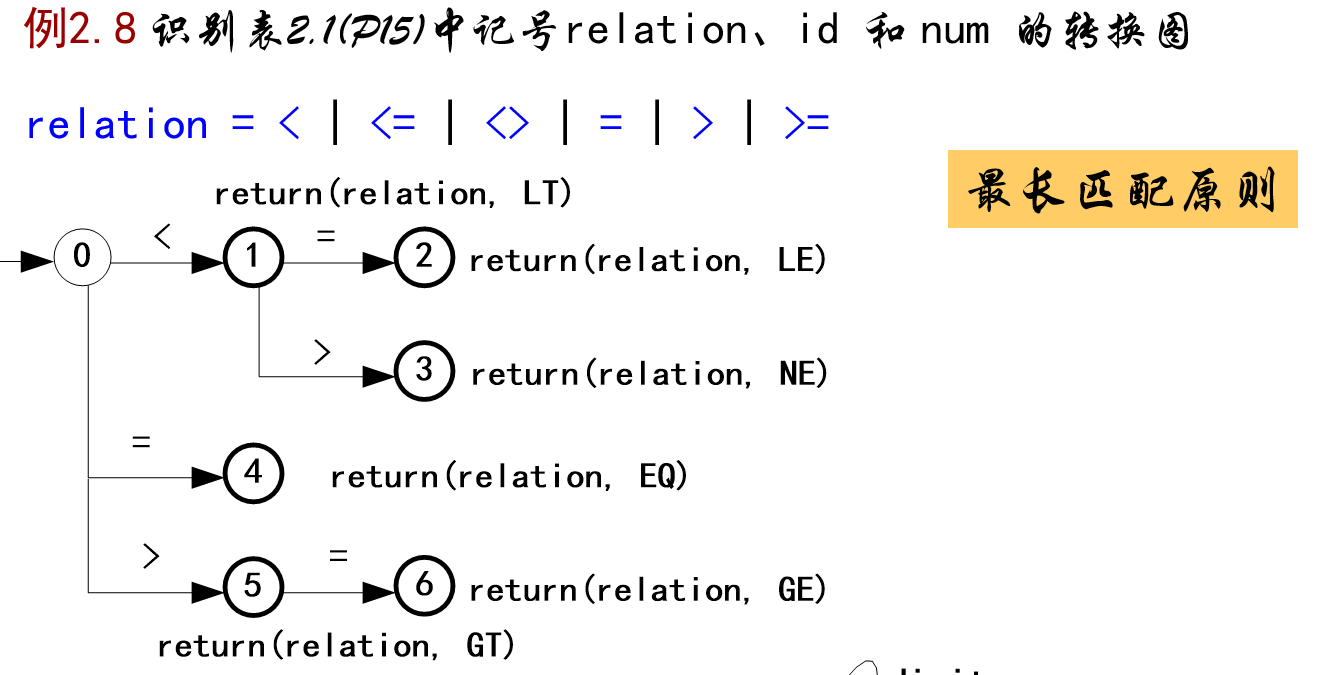 例2.8 识别表2.1(P15)中记号relation、id 和 num 的转换图
relation = < | <= | <> | = | > | >=
最长匹配原则
return(relation, LT)
0
<
1
=
2
return(relation, LE)
>
3
return(relation, NE)
=
4
return(relation, EQ)
>
5
=
6
return(relation, GE)
return(relation, GT)